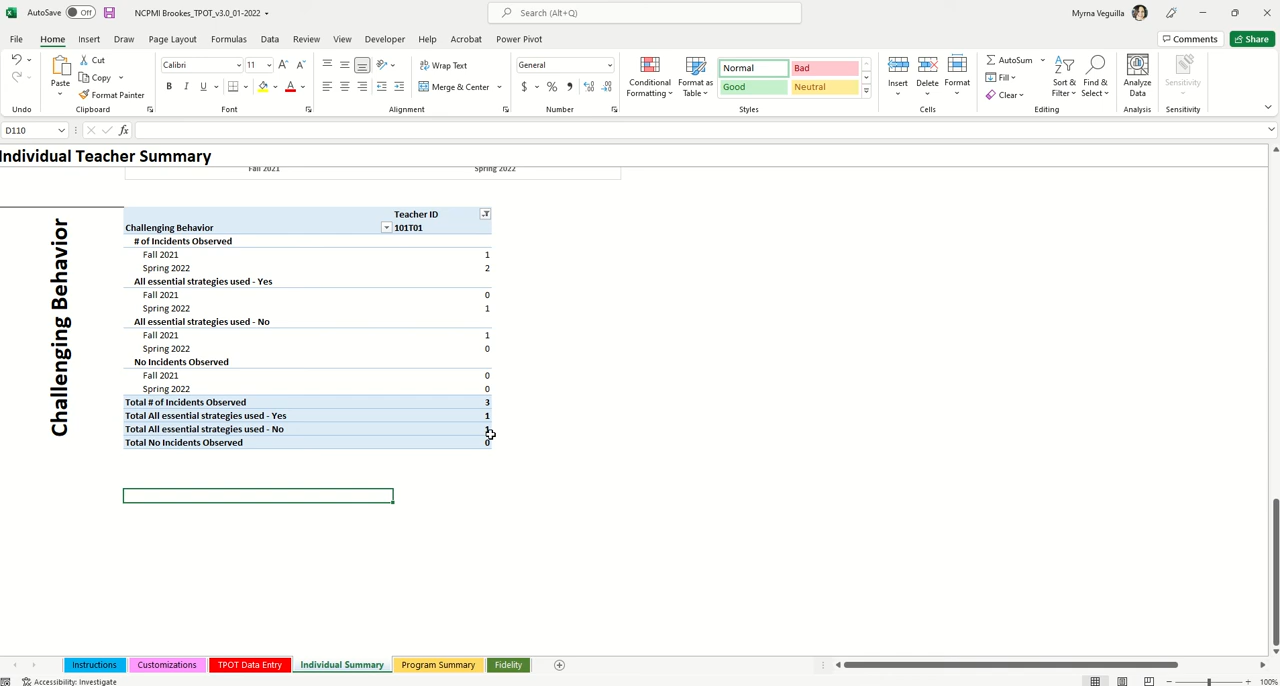 AutoSave Off NCPMI Brookes_TPOT_v3.0_01-2022 Search (Alt+Q) Myrna Veguilla
File Home Insert Draw Page Layout Formulas Data Review View Developer Help Acrobat Power Pivot Comments Share
Paste Cut Copy Format Painter
Calibri 11 A A
B I U A
Wrap Text
Merge & Center
General
$ %
Conditional Formatting
Format as Table
Normal Bad
Good Neutral
Insert Delete Format
AutoSum
Fill
Clear
Sort & Filter
Find & Select
Analyze Data
Sensitivity
Undo Clipboard Font Alignment Number Styles Cells Editing Analysis Sensitivity
D110 fx
Individual Teacher Summary
Fall 2021 Spring 2022
Challenging Behavior
Teacher ID
Challenging Behavior 101T01
# of Incidents Observed
Fall 2021 1
Spring 2022 2
All essential strategies used - Yes
Fall 2021 0
Spring 2022 1
All essential strategies used - No
Fall 2021 1
Spring 2022 0
No Incidents Observed
Fall 2021 0
Spring 2022 0
Total # of Incidents Observed 3
Total All essential strategies used - Yes 1
Total All essential strategies used - No 1
Total No Incidents Observed 0
Instructions Customizations TPOT Data Entry Individual Summary Program Summary Fidelity
Accessibility: Investigate 100%